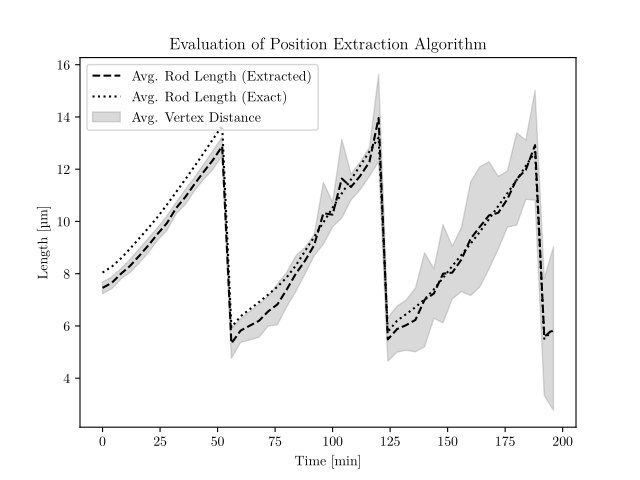 Evaluation of Position Extraction Algorithm
16
14
12
10
8
6
4
Length [µm]
Avg. Rod Length (Extracted)
Avg. Rod Length (Exact)
Avg. Vertex Distance
0
25
50
75
100
125
150
175
200
Time [min]